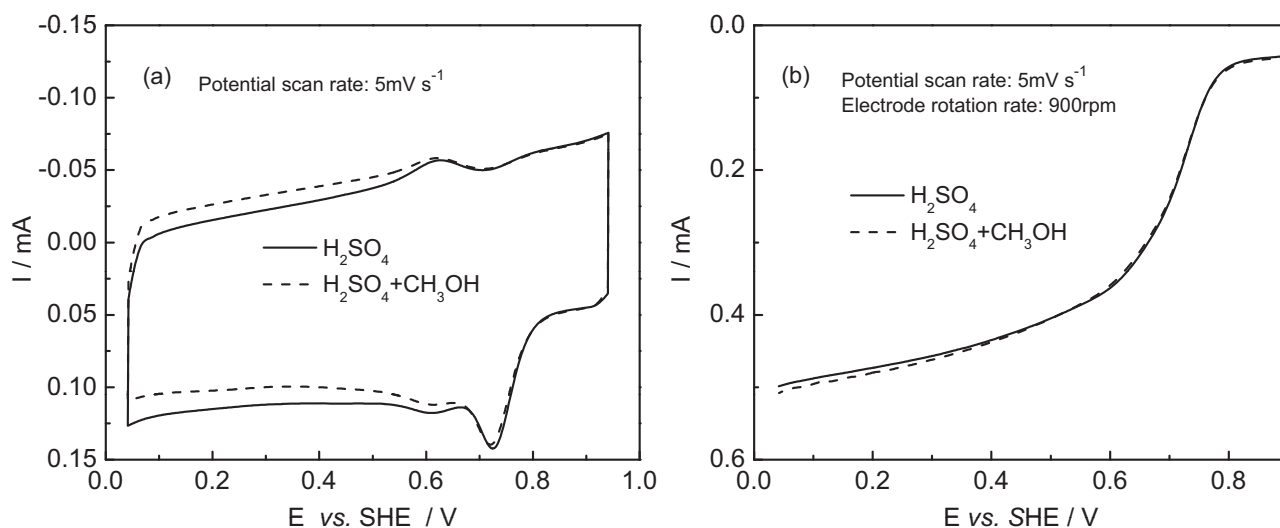 (a)
Potential scan rate: 5mV s⁻¹
H₂SO₄
H₂SO₄+CH₃OH
I / mA
-0.15
-0.10
-0.05
0.00
0.05
0.10
0.15
0.0 0.2 0.4 0.6 0.8 1.0
E vs. SHE / V
(b)
Potential scan rate: 5mV s⁻¹
Electrode rotation rate: 900rpm
H₂SO₄
H₂SO₄+CH₃OH
I / mA
0.0
0.2
0.4
0.6
0.0 0.2 0.4 0.6 0.8
E vs. SHE / V